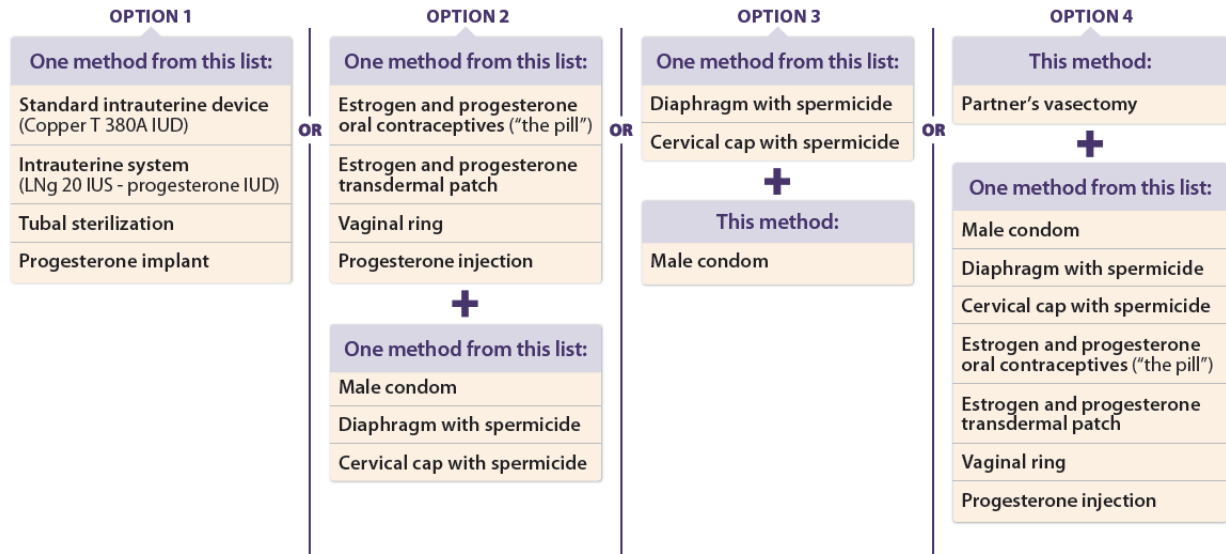 OPTION 1
One method from this list:
Standard intrauterine device
(Copper T 380A IUD)
Intrauterine system
(LNg 20 IUS - progesterone IUD)
Tubal sterilization
Progesterone implant
OR
OPTION 2
One method from this list:
Estrogen and progesterone
oral contraceptives (“the pill”)
Estrogen and progesterone
transdermal patch
Vaginal ring
Progesterone injection
+
One method from this list:
Male condom
Diaphragm with spermicide
Cervical cap with spermicide
OR
OPTION 3
One method from this list:
Diaphragm with spermicide
Cervical cap with spermicide
+
This method:
Male condom
OR
OPTION 4
This method:
Partner’s vasectomy
+
One method from this list:
Male condom
Diaphragm with spermicide
Cervical cap with spermicide
Estrogen and progesterone
oral contraceptives (“the pill”)
Estrogen and progesterone
transdermal patch
Vaginal ring
Progesterone injection